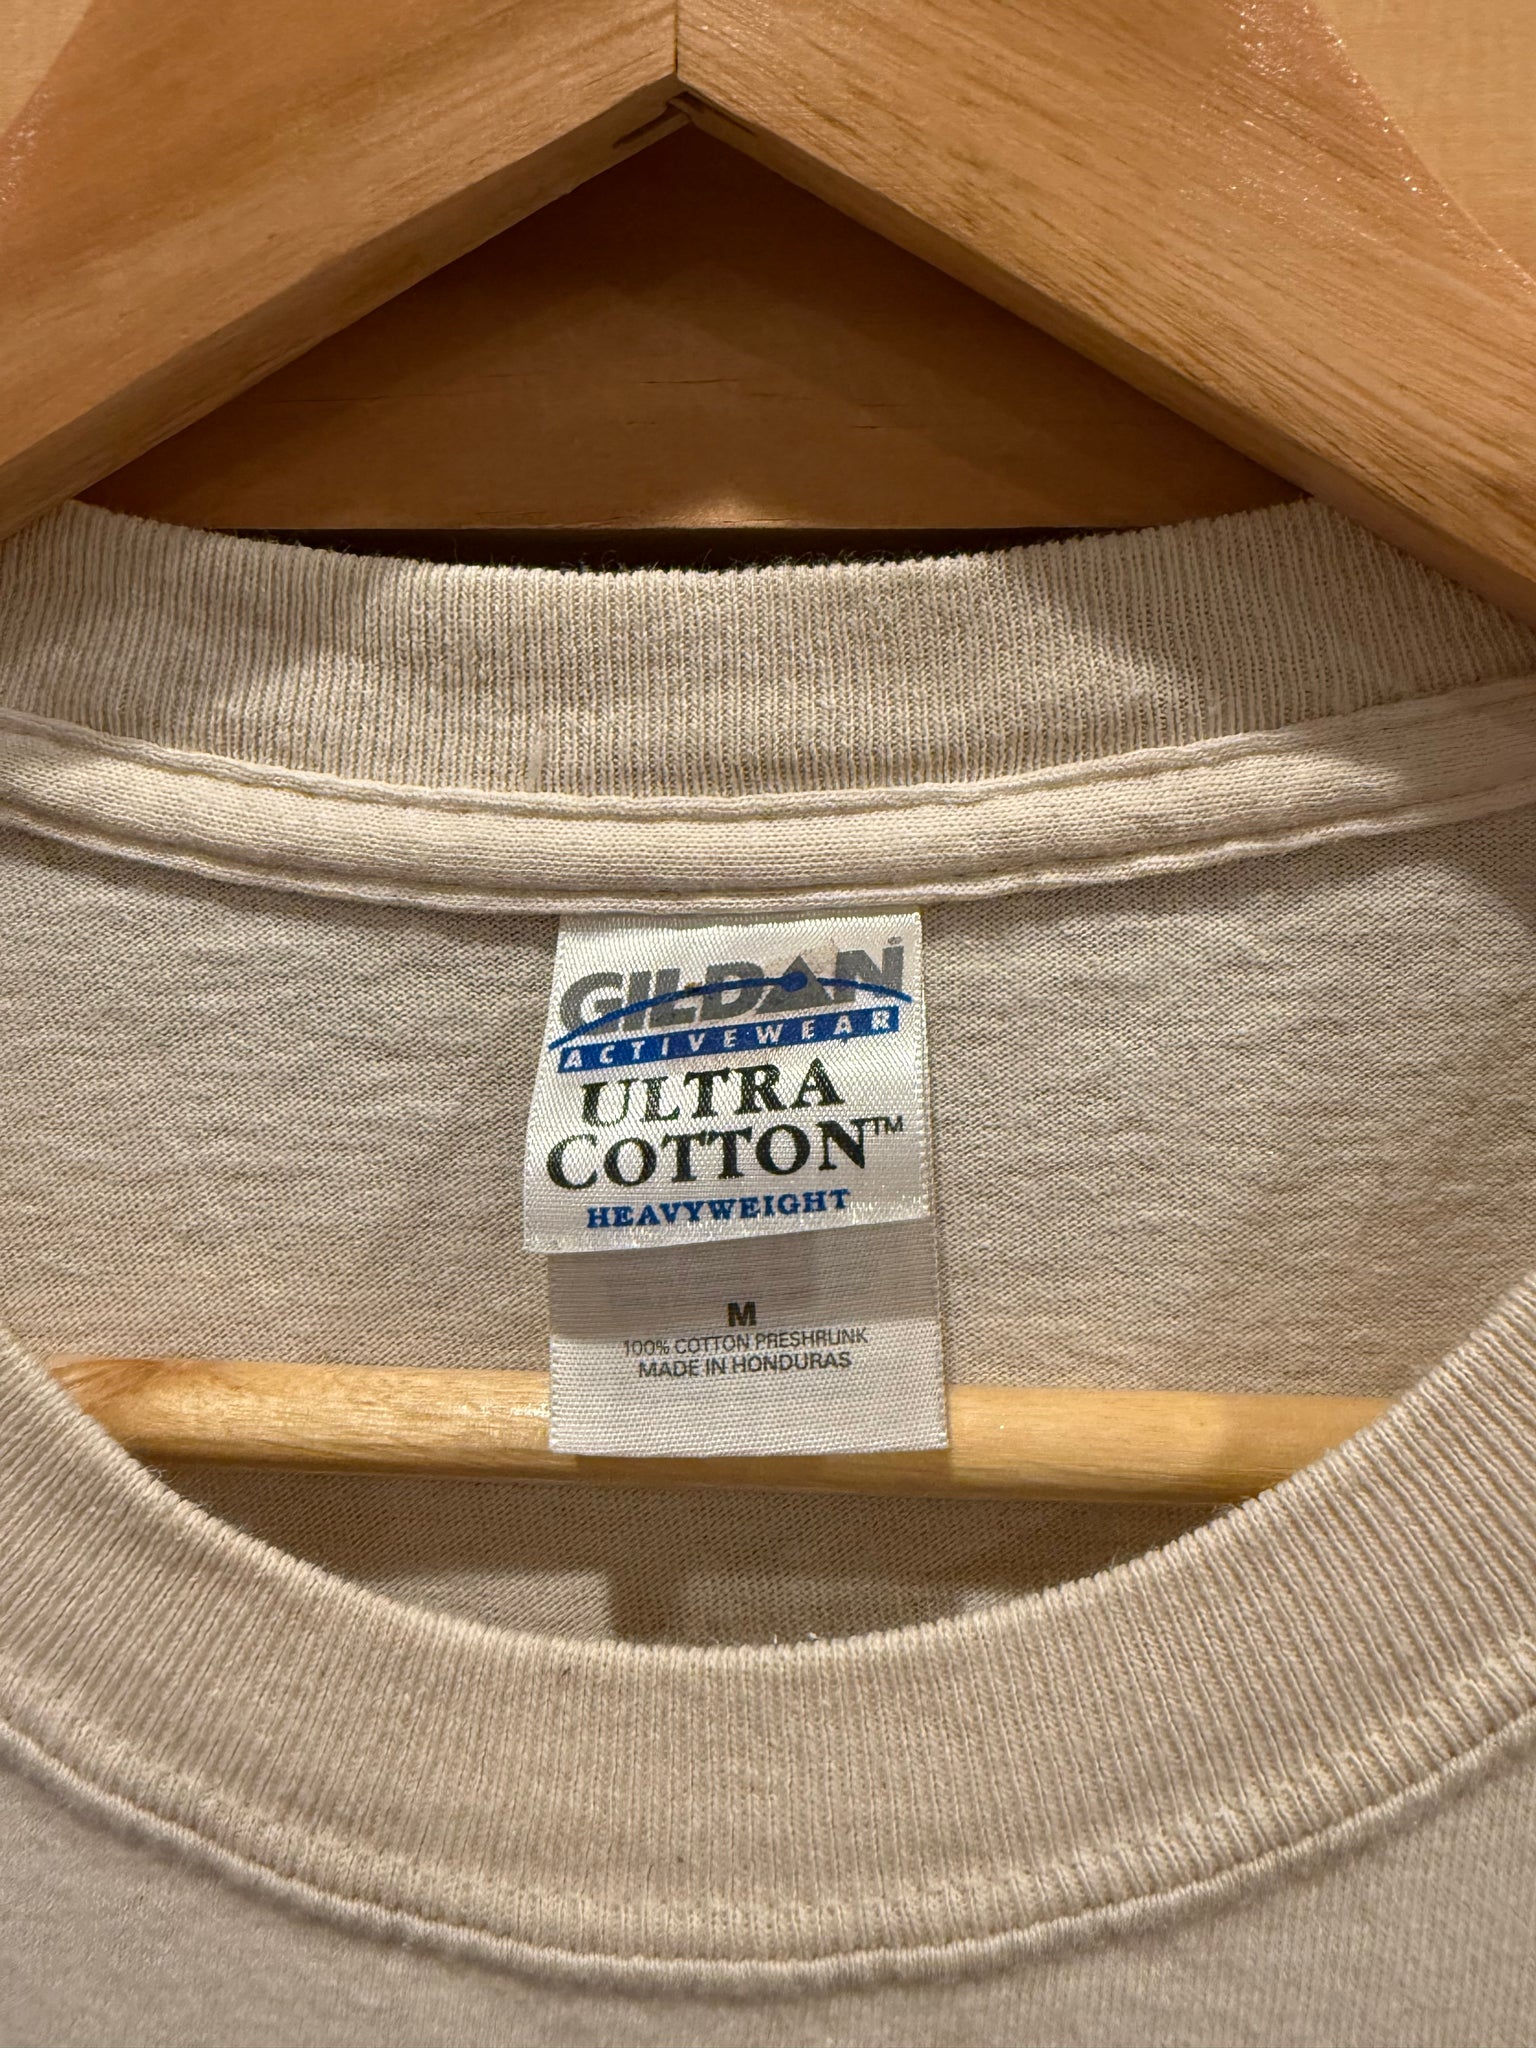 GILDAN®
ACTIVEWEAR
ULTRA
COTTON™
HEAVYWEIGHT
M
100% COTTON PRESHRUNK
MADE IN HONDURAS